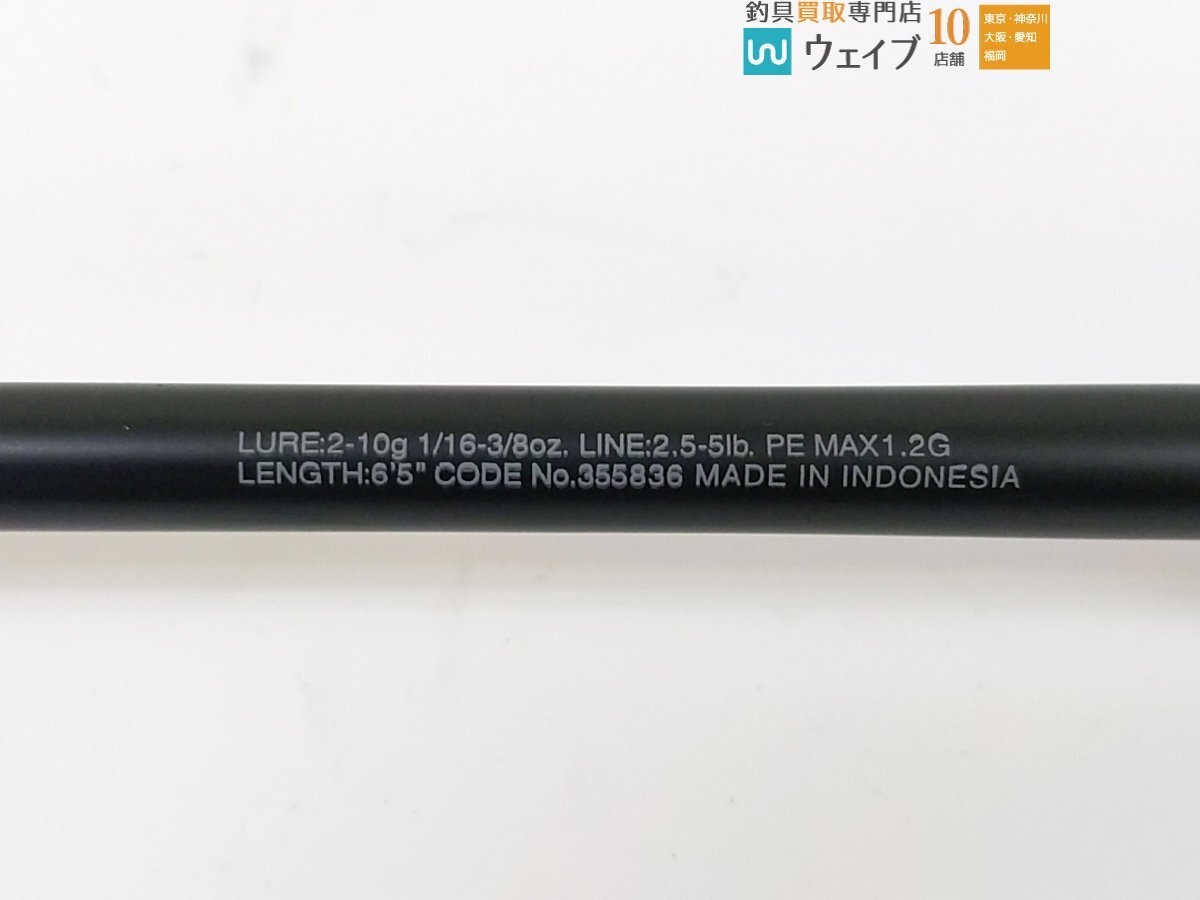 釣具買取専門店
ウェイブ
10
店舗
東京・神奈川
大阪・愛知
福岡
LURE:2-10g 1/16-3/8oz. LINE:2.5-5lb. PE MAX1.2G
LENGTH:6'5" CODE No.355836 MADE IN INDONESIA